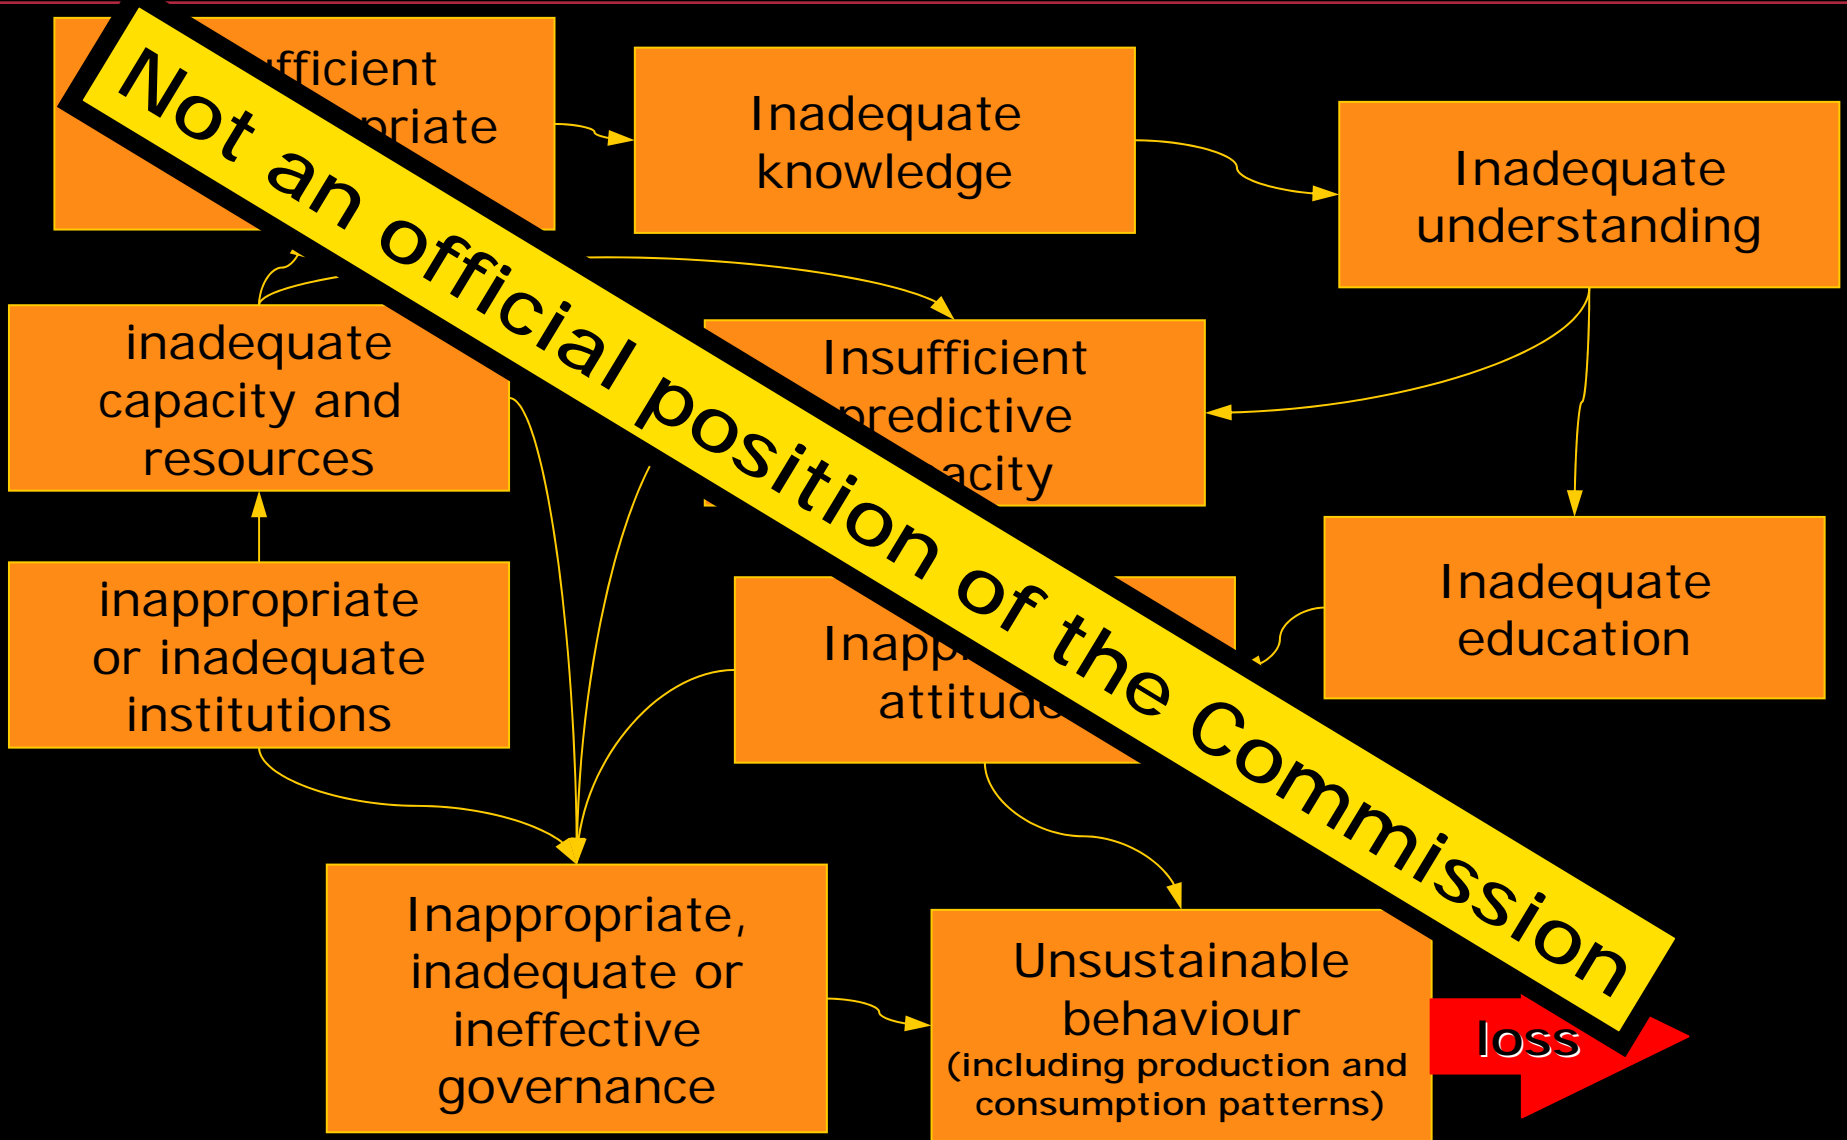 Not an official position of the Commission
Inadequate
knowledge
Inadequate
understanding
inadequate
capacity and
resources
Insufficient
predictive
inappropriate
or inadequate
institutions
attitude
Inadequate
education
Inappropriate,
inadequate or
ineffective
governance
Unsustainable
behaviour
(including production and
consumption patterns)
loss